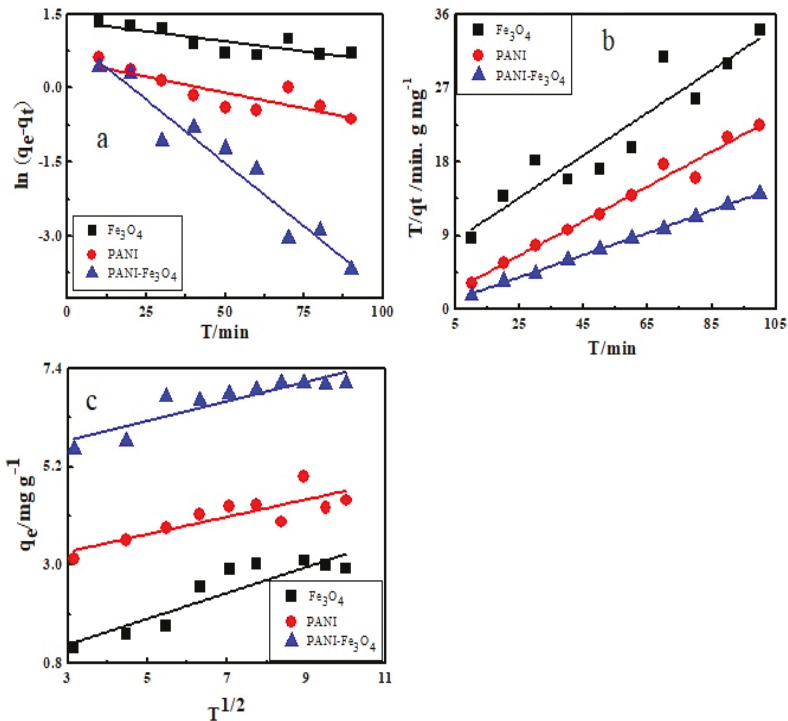 1.5
0.0
-1.5
-3.0
ln (qe-qt)
a
Fe3O4
PANI
PANI-Fe3O4
0 25 50 75 100
T/min
36
27
18
9
0
T/qt /min. g mg-1
b
Fe3O4
PANI
PANI-Fe3O4
5 25 45 65 85 105
T/min
7.4
5.2
3.0
0.8
qe/mg g-1
c
Fe3O4
PANI
PANI-Fe3O4
3 5 7 9 11
T1/2